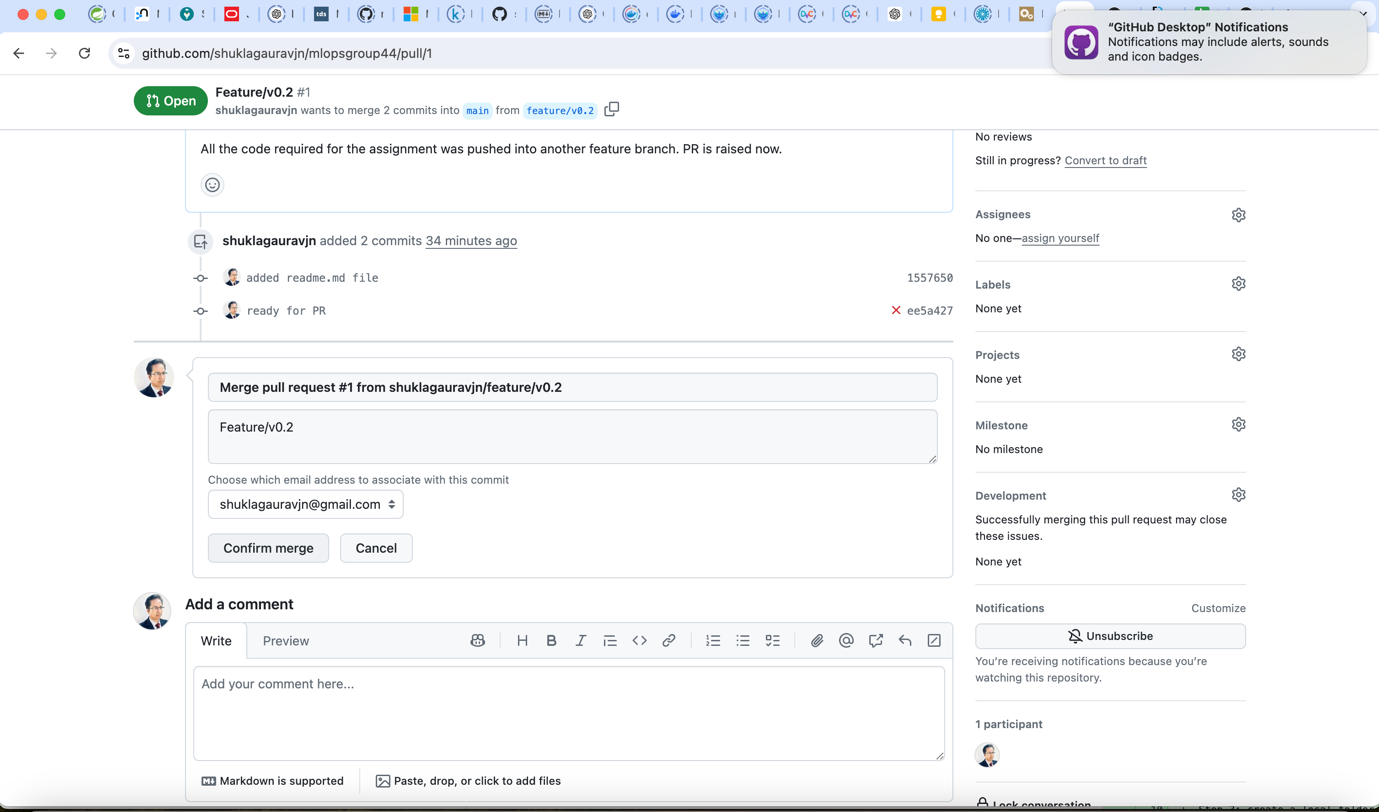 “GitHub Desktop” Notifications
Notifications may include alerts, sounds
and icon badges.
github.com/shuklagauravjn/mlopsgroup44/pull/1
Open
Feature/v0.2 #1
shuklagauravjn wants to merge 2 commits into main from feature/v0.2
All the code required for the assignment was pushed into another feature branch. PR is raised now.
shuklagauravjn added 2 commits 34 minutes ago
added readme.md file 1557650
ready for PR ee5a427
Merge pull request #1 from shuklagauravjn/feature/v0.2
Feature/v0.2
Choose which email address to associate with this commit
shuklagauravjn@gmail.com
Confirm merge Cancel
Add a comment
Write Preview
Add your comment here...
Markdown is supported
Paste, drop, or click to add files
No reviews
Still in progress? Convert to draft
Assignees
No one—assign yourself
Labels
None yet
Projects
None yet
Milestone
No milestone
Development
Successfully merging this pull request may close
these issues.
None yet
Notifications Customize
Unsubscribe
You’re receiving notifications because you’re
watching this repository.
1 participant
Lock conversation